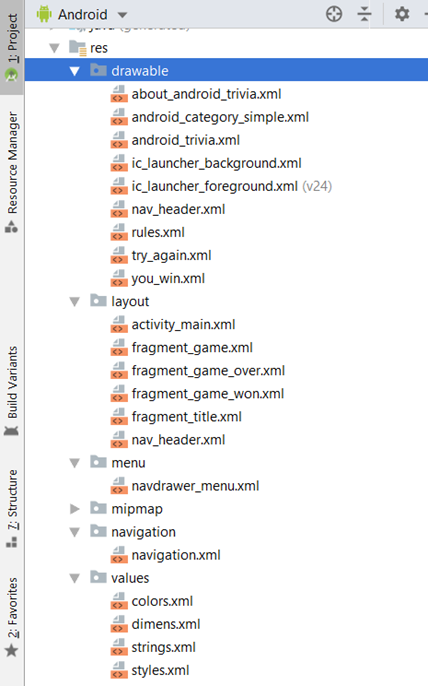 Android
java (generated)
res
drawable
about_android_trivia.xml
android_category_simple.xml
android_trivia.xml
ic_launcher_background.xml
ic_launcher_foreground.xml (v24)
nav_header.xml
rules.xml
try_again.xml
you_win.xml
layout
activity_main.xml
fragment_game.xml
fragment_game_over.xml
fragment_game_won.xml
fragment_title.xml
nav_header.xml
menu
navdrawer_menu.xml
mipmap
navigation
navigation.xml
values
colors.xml
dimens.xml
strings.xml
styles.xml
1: Project
Resource Manager
Build Variants
7: Structure
2: Favorites